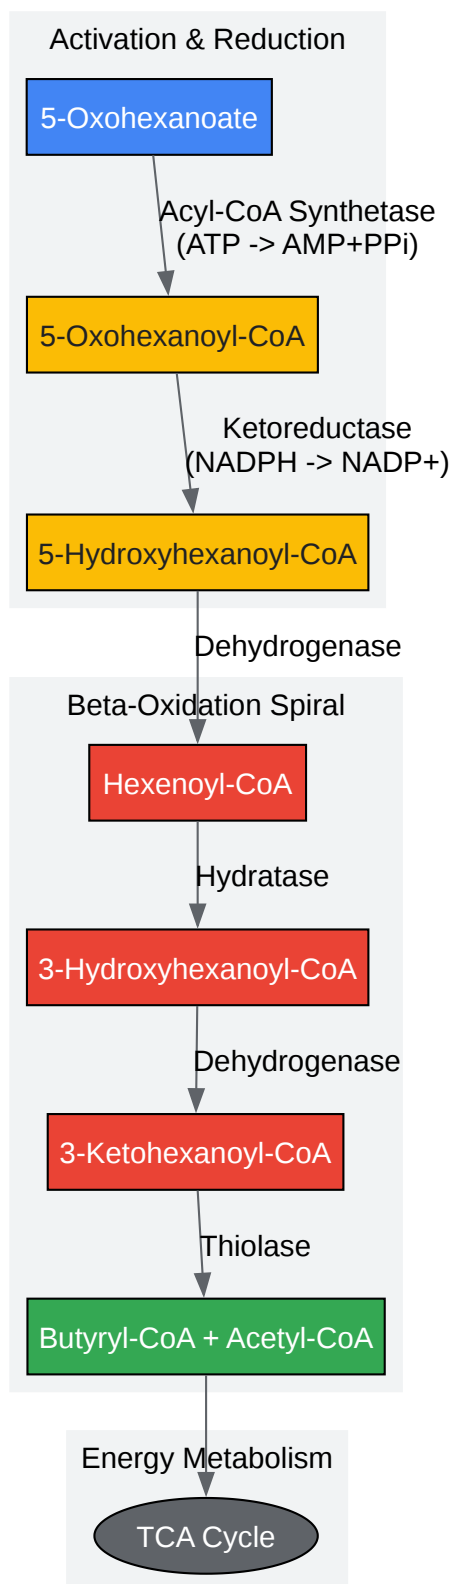 Activation & Reduction
5-Oxohexanoate
Acyl-CoA Synthetase
(ATP -> AMP+PPi)
5-Oxohexanoyl-CoA
Ketoreductase
(NADPH -> NADP+)
5-Hydroxyhexanoyl-CoA
Dehydrogenase
Beta-Oxidation Spiral
Hexenoyl-CoA
Hydratase
3-Hydroxyhexanoyl-CoA
Dehydrogenase
3-Ketohexanoyl-CoA
Thiolase
Butyryl-CoA + Acetyl-CoA
Energy Metabolism
TCA Cycle